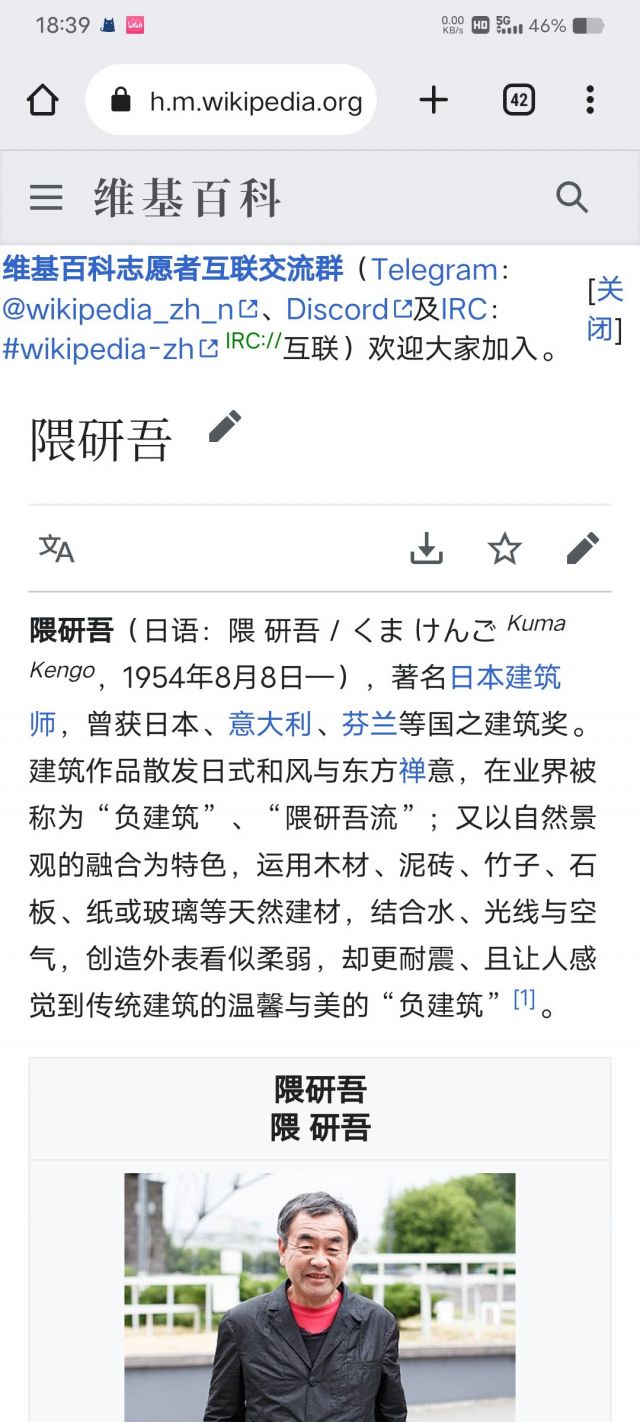 18:39
0.00 KB/s HD 5G 46%
h.m.wikipedia.org
42
维基百科
维基百科志愿者互联交流群（Telegram：
@wikipedia_zh_n、Discord及IRC：
#wikipedia-zh IRC://互联）欢迎大家加入。
[关闭]
隈研吾
文A
隈研吾（日语：隈 研吾 / くま けんご Kuma
Kengo，1954年8月8日—），著名日本建筑
师，曾获日本、意大利、芬兰等国之建筑奖。
建筑作品散发日式和风与东方禅意，在业界被
称为“负建筑”、“隈研吾流”；又以自然景
观的融合为特色，运用木材、泥砖、竹子、石
板、纸或玻璃等天然建材，结合水、光线与空
气，创造外表看似柔弱，却更耐震、且让人感
觉到传统建筑的温馨与美的“负建筑”[1]。
隈研吾
隈 研吾